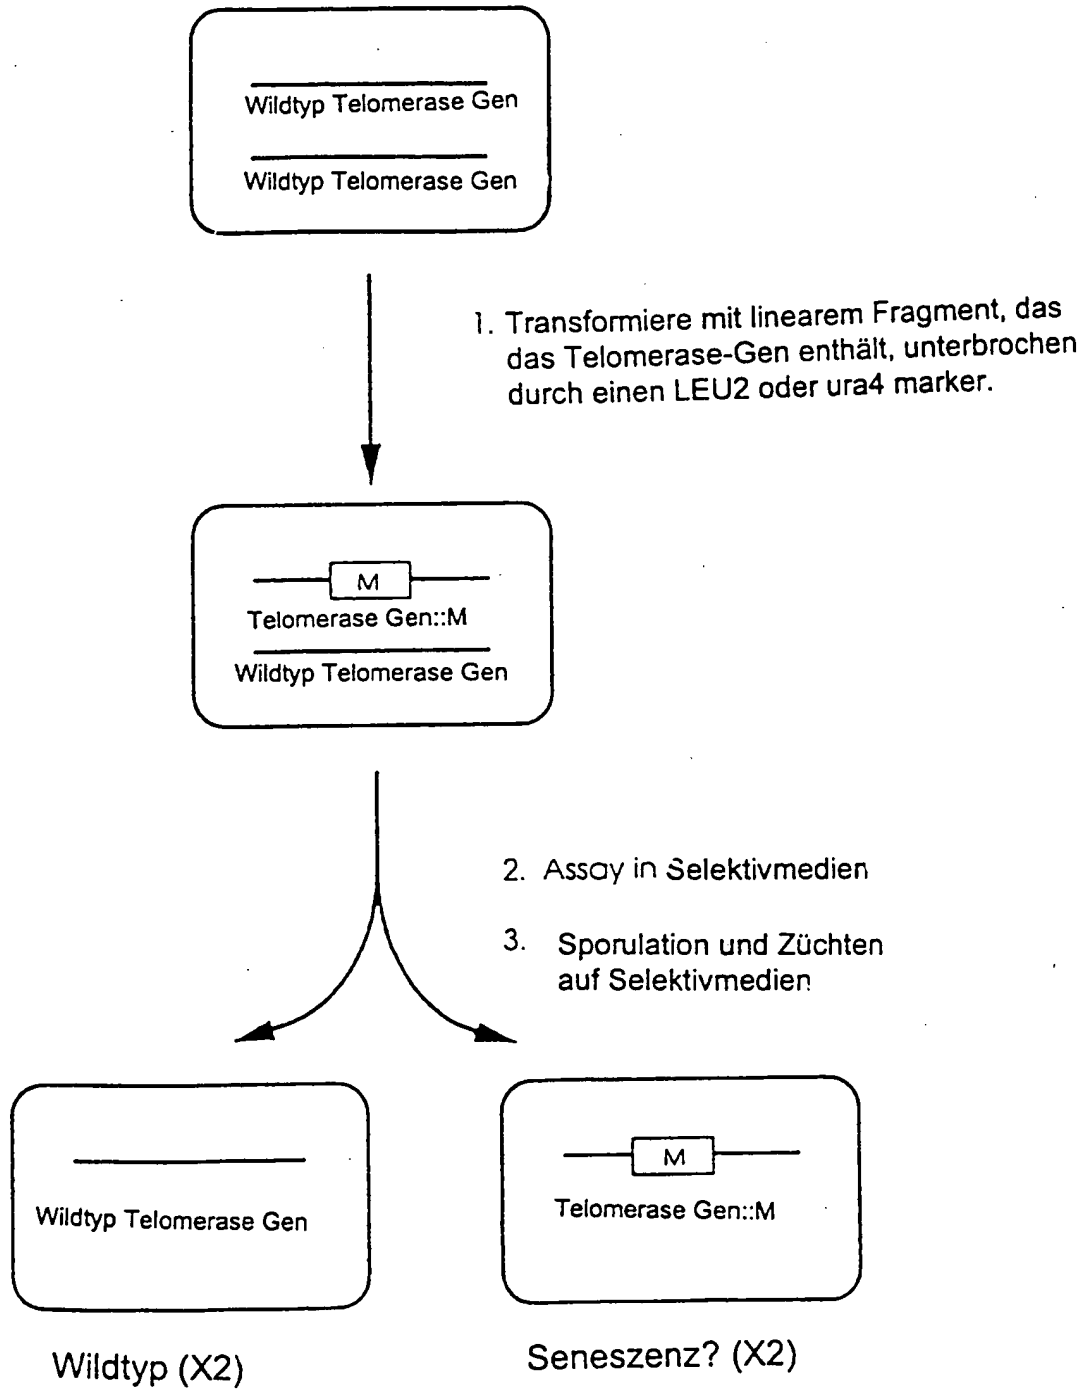 Wildtyp Telomerase Gen
Wildtyp Telomerase Gen
1. Transformiere mit linearem Fragment, das
das Telomerase-Gen enthält, unterbrochen
durch einen LEU2 oder ura4 marker.
M
Telomerase Gen::M
Wildtyp Telomerase Gen
2. Assay in Selektivmedien
3. Sporulation und Züchten
auf Selektivmedien
Wildtyp Telomerase Gen
M
Telomerase Gen::M
Wildtyp (X2)
Seneszenz? (X2)